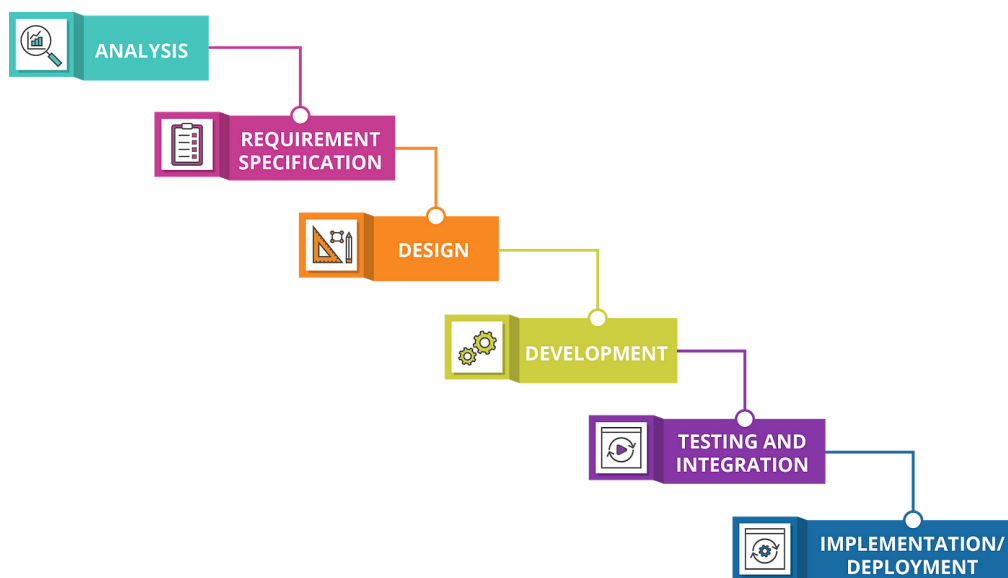 ANALYSIS
REQUIREMENT
SPECIFICATION
DESIGN
DEVELOPMENT
TESTING AND
INTEGRATION
IMPLEMENTATION/
DEPLOYMENT